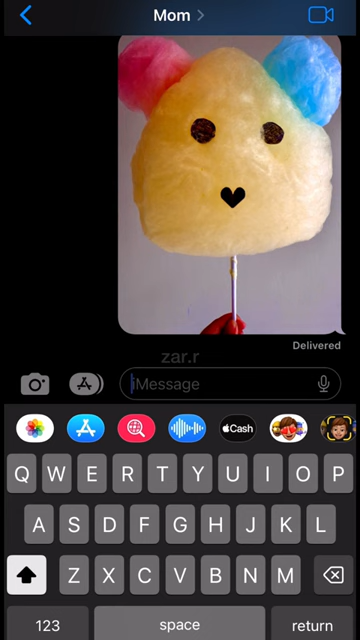 Mom
Delivered
zar.r
iMessage
Cash
Q W E R T Y U I O P
A S D F G H J K L
Z X C V B N M
123 space return